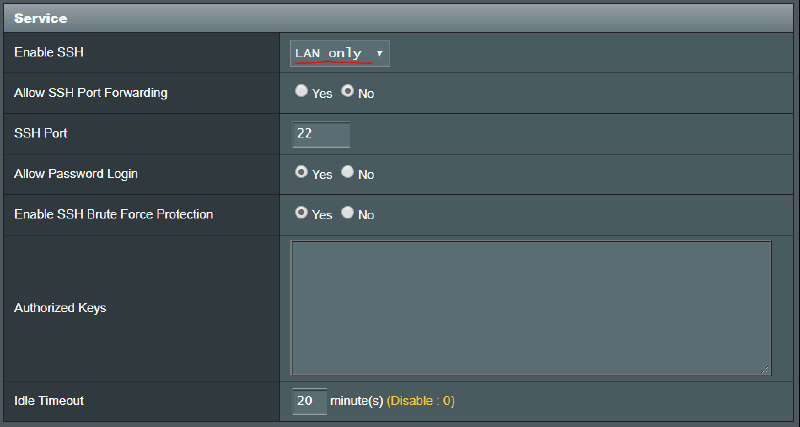 Service
Enable SSH LAN only
Allow SSH Port Forwarding Yes No
SSH Port 22
Allow Password Login Yes No
Enable SSH Brute Force Protection Yes No
Authorized Keys
Idle Timeout 20 minute(s) (Disable : 0)